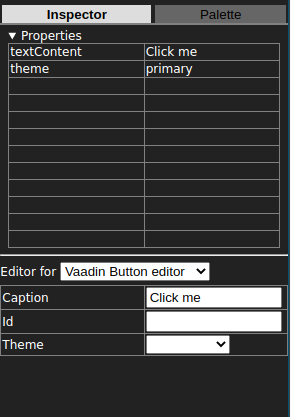 Inspector Palette
▼ Properties
textContent Click me
theme primary
Editor for Vaadin Button editor
Caption Click me
Id
Theme